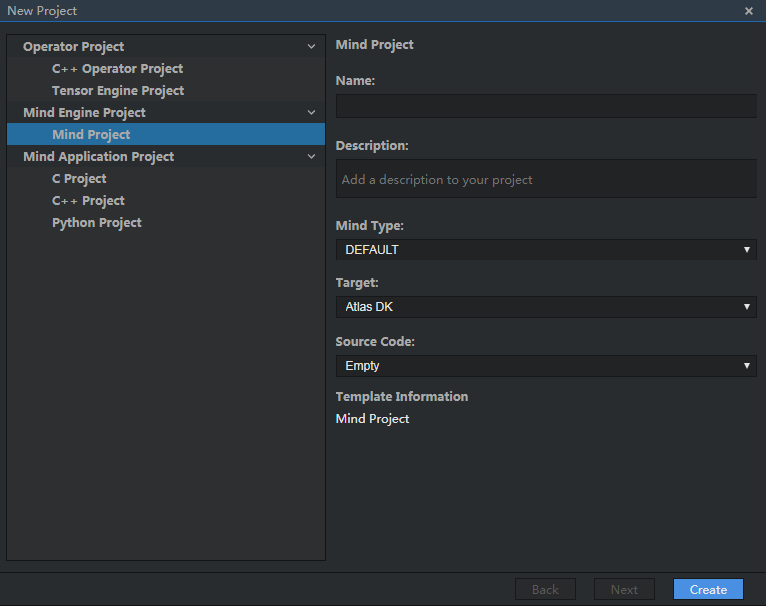 New Project
Operator Project
C++ Operator Project
Tensor Engine Project
Mind Engine Project
Mind Project
Mind Application Project
C Project
C++ Project
Python Project
Mind Project
Name:
Description:
Add a description to your project
Mind Type:
DEFAULT
Target:
Atlas DK
Source Code:
Empty
Template Information
Mind Project
Back
Next
Create